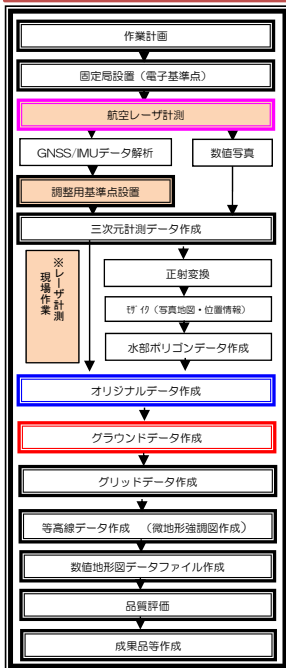 作業計画
固定局設置（電子基準点）
航空レーザ計測
GNSS/IMUデータ解析
数値写真
調整用基準点設置
三次元計測データ作成
※レーザ計測
現場作業
正射変換
ﾓｻﾞｲｸ（写真地図・位置情報）
水部ポリゴンデータ作成
オリジナルデータ作成
グラウンドデータ作成
グリッドデータ作成
等高線データ作成　（微地形強調図作成）
数値地形図データファイル作成
品質評価
成果品等作成